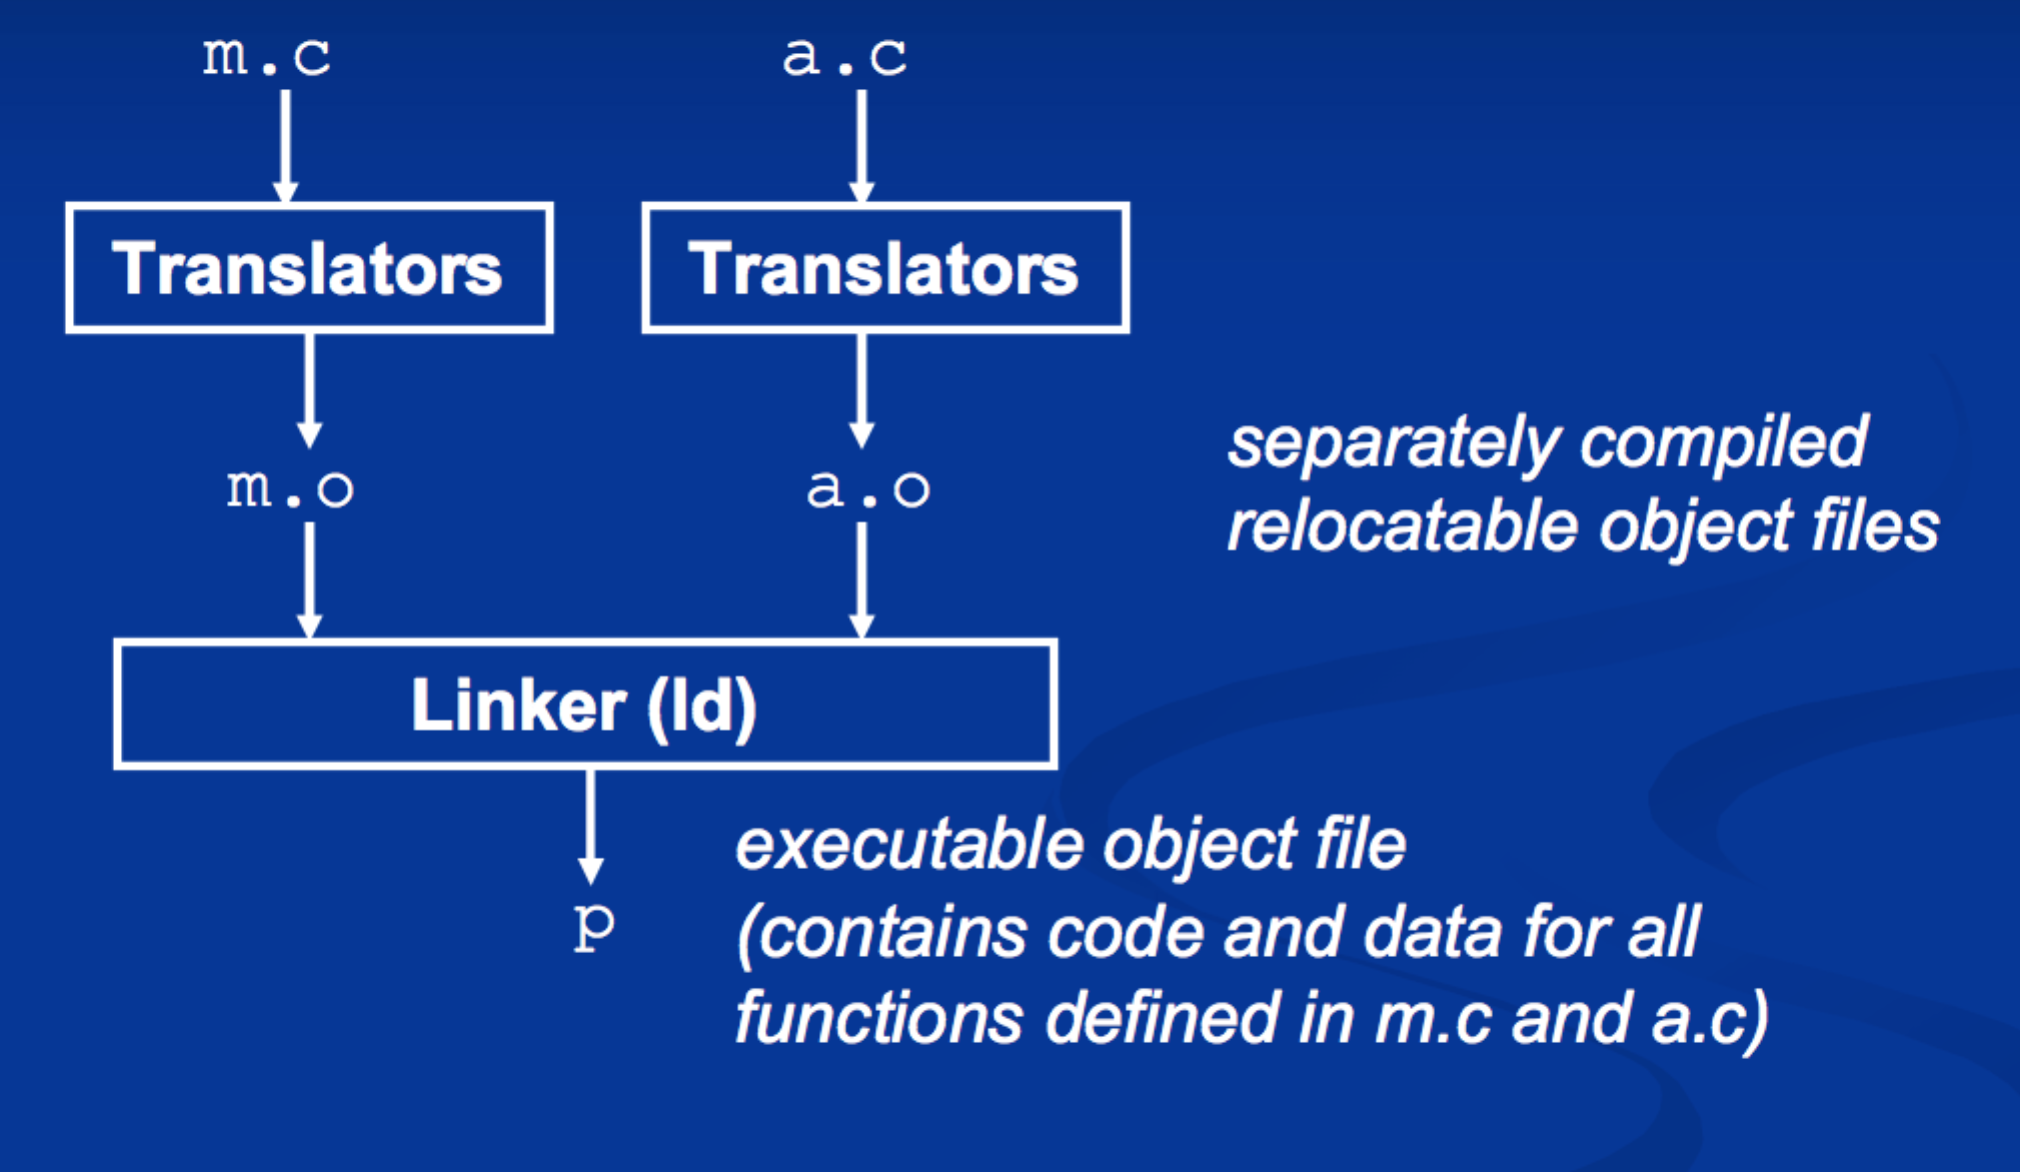 m.c
a.c
Translators
Translators
m.o
a.o
separately compiled
relocatable object files
Linker (ld)
p
executable object file
(contains code and data for all
functions defined in m.c and a.c)